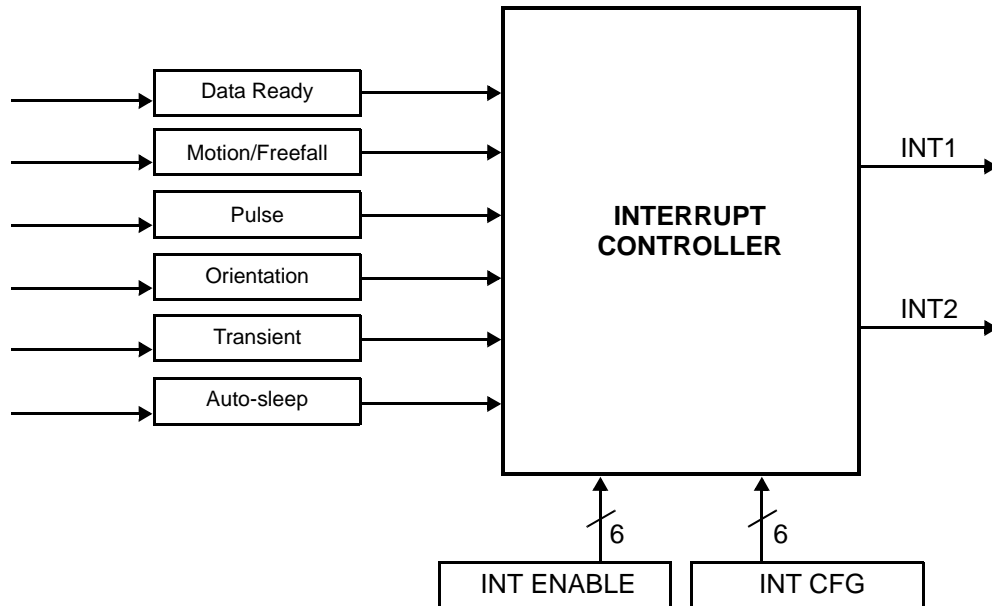 Data Ready
Motion/Freefall
Pulse
Orientation
Transient
Auto-sleep
INTERRUPT
CONTROLLER
INT1
INT2
6
6
INT ENABLE
INT CFG